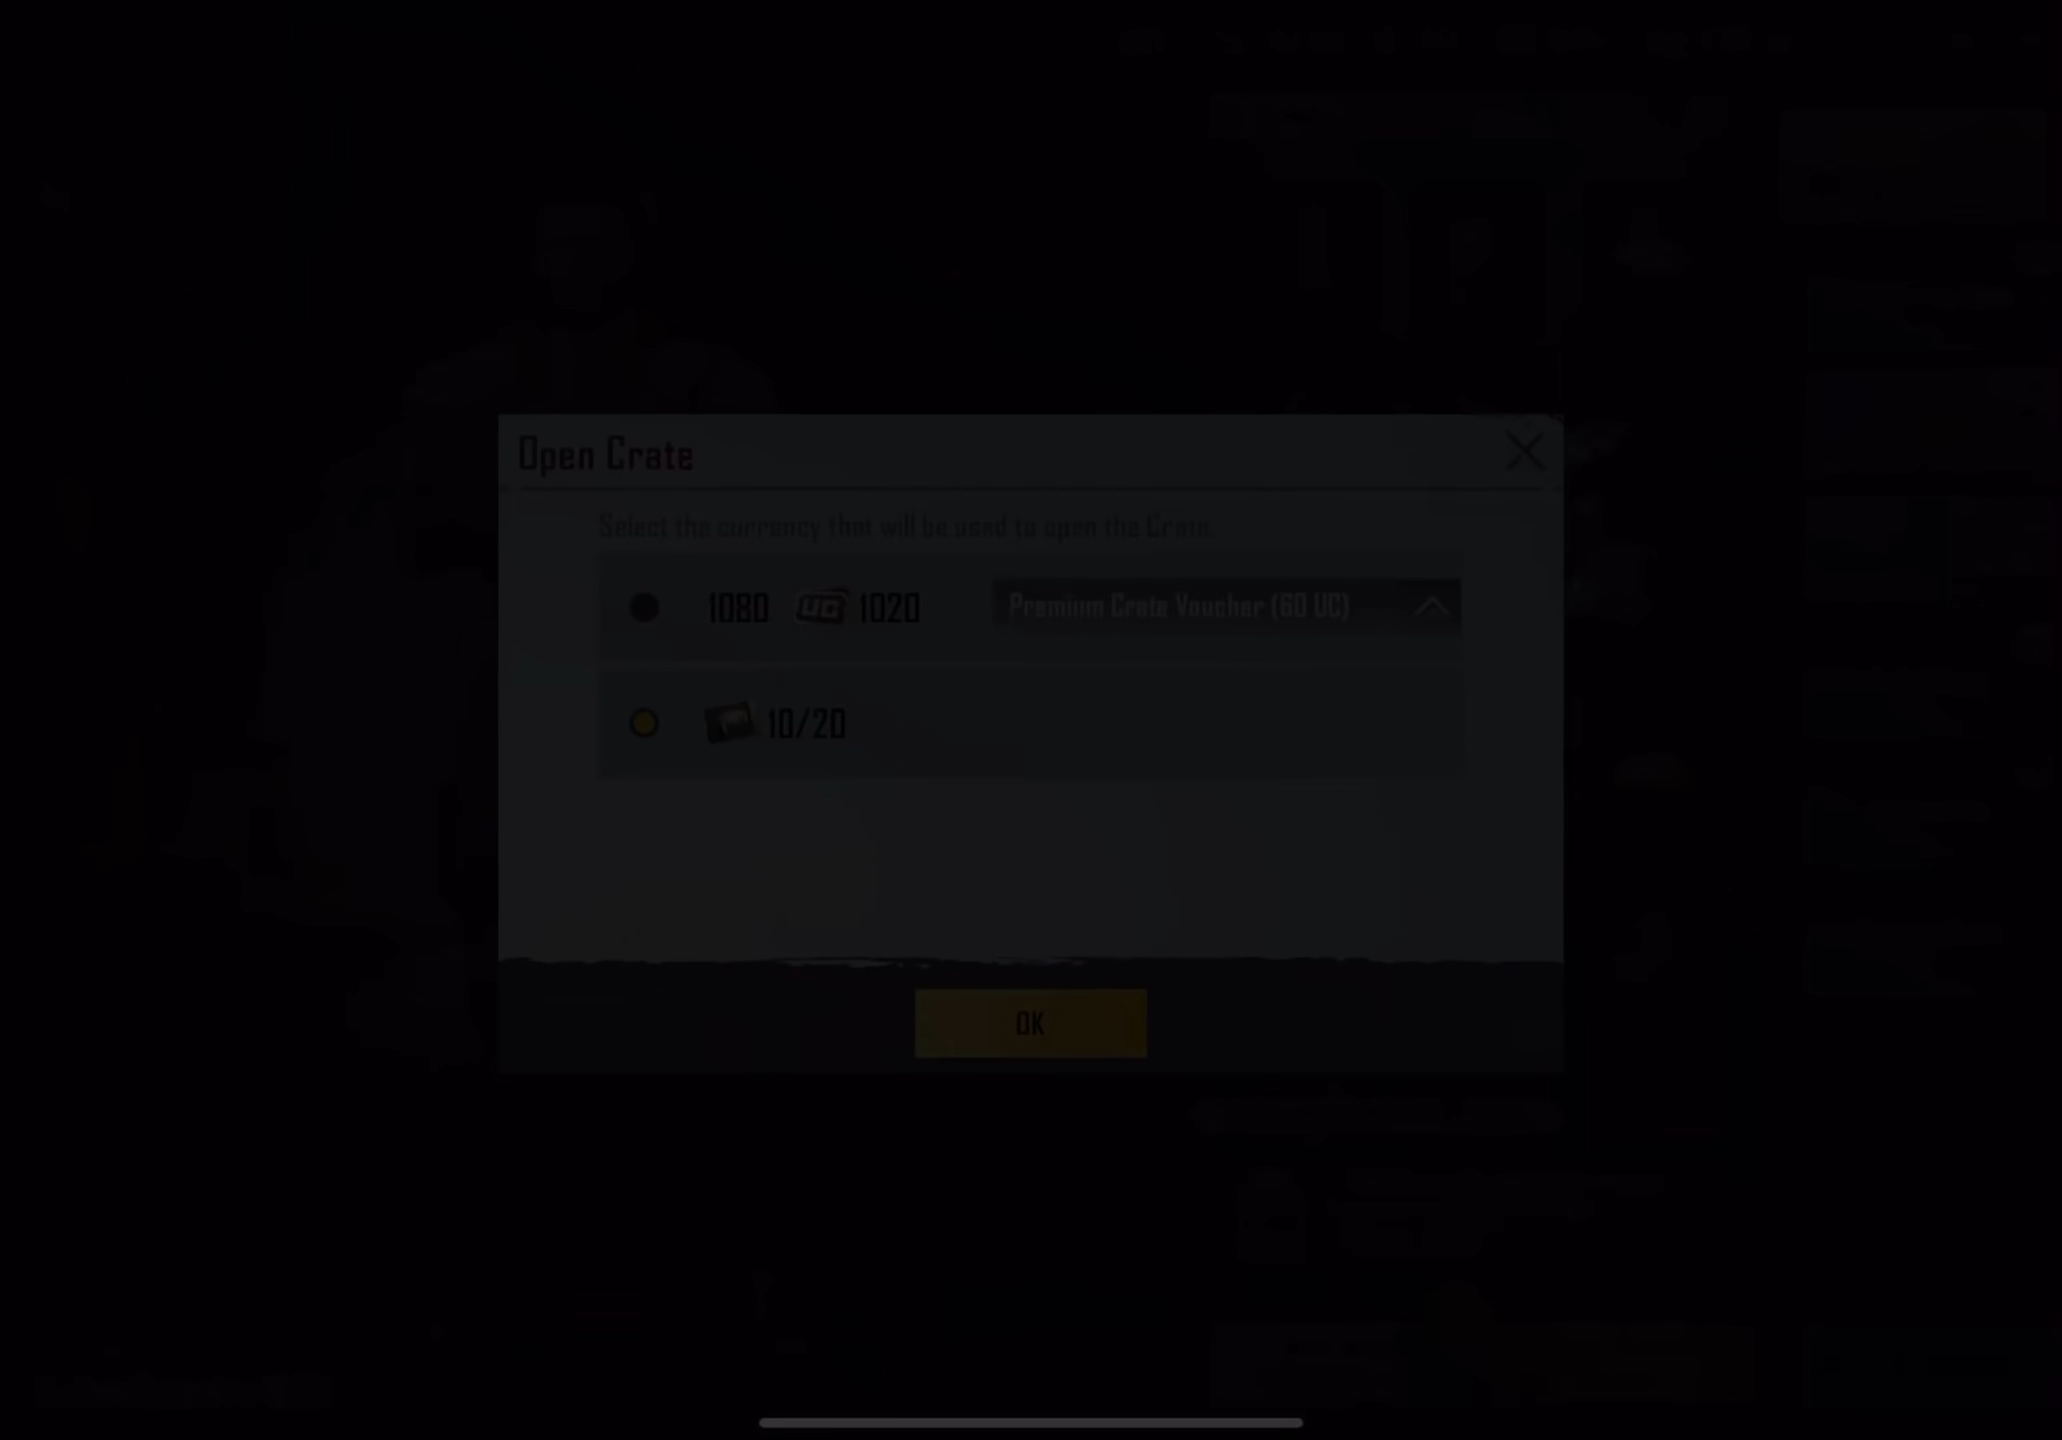 Open Crate
Select the currency that will be used to open the Crate.
1080 UC 1020 Premium Crate Voucher (60 UC)
10/20
OK